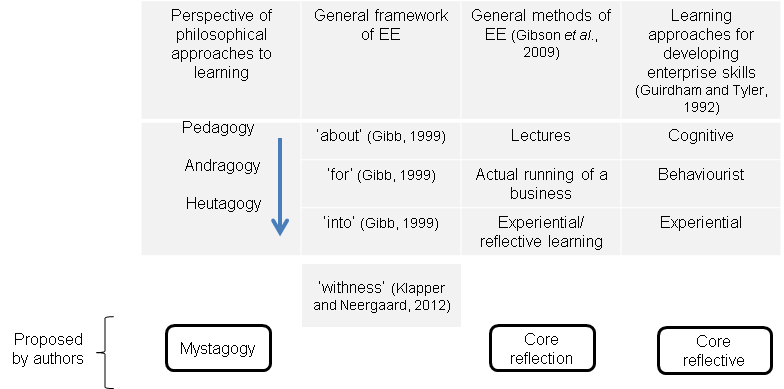 Perspective of
philosophical
approaches to
learning
General framework
of EE
General methods of
EE (Gibson et al.,
2009)
Learning
approaches for
developing
enterprise skills
(Guirdham and Tyler,
1992)
Pedagogy
'about' (Gibb, 1999)
Lectures
Cognitive
Andragogy
'for' (Gibb, 1999)
Actual running of a
business
Behaviourist
Heutagogy
'into' (Gibb, 1999)
Experiential/
reflective learning
Experiential
'withness' (Klapper
and Neergaard, 2012)
Proposed
by authors
Mystagogy
Core
reflection
Core
reflective